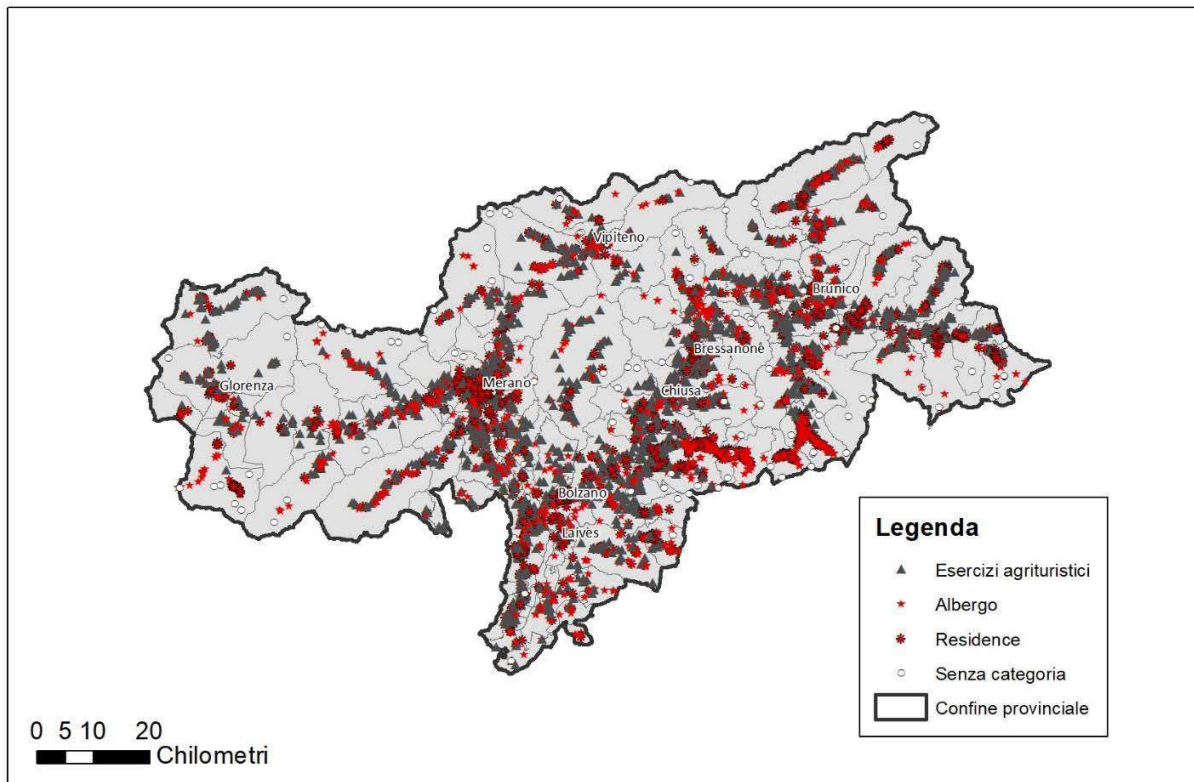 Vipiteno
Brunico
Bressanone
Glorenza
Merano
Chiusa
Bolzano
Laives
Legenda
Esercizi agrituristici
Albergo
Residence
Senza categoria
Confine provinciale
0 5 10 20
Chilometri